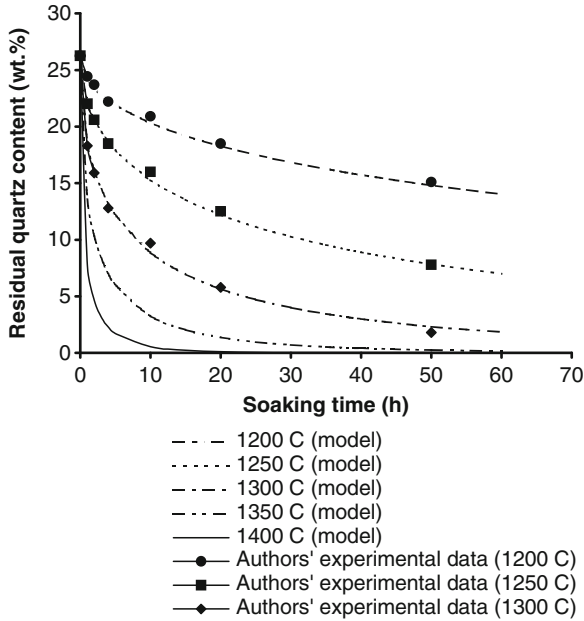 Residual quartz content (wt.%)
30
25
20
15
10
5
0
0 10 20 30 40 50 60 70
Soaking time (h)
1200 C (model)
1250 C (model)
1300 C (model)
1350 C (model)
1400 C (model)
Authors' experimental data (1200 C)
Authors' experimental data (1250 C)
Authors' experimental data (1300 C)